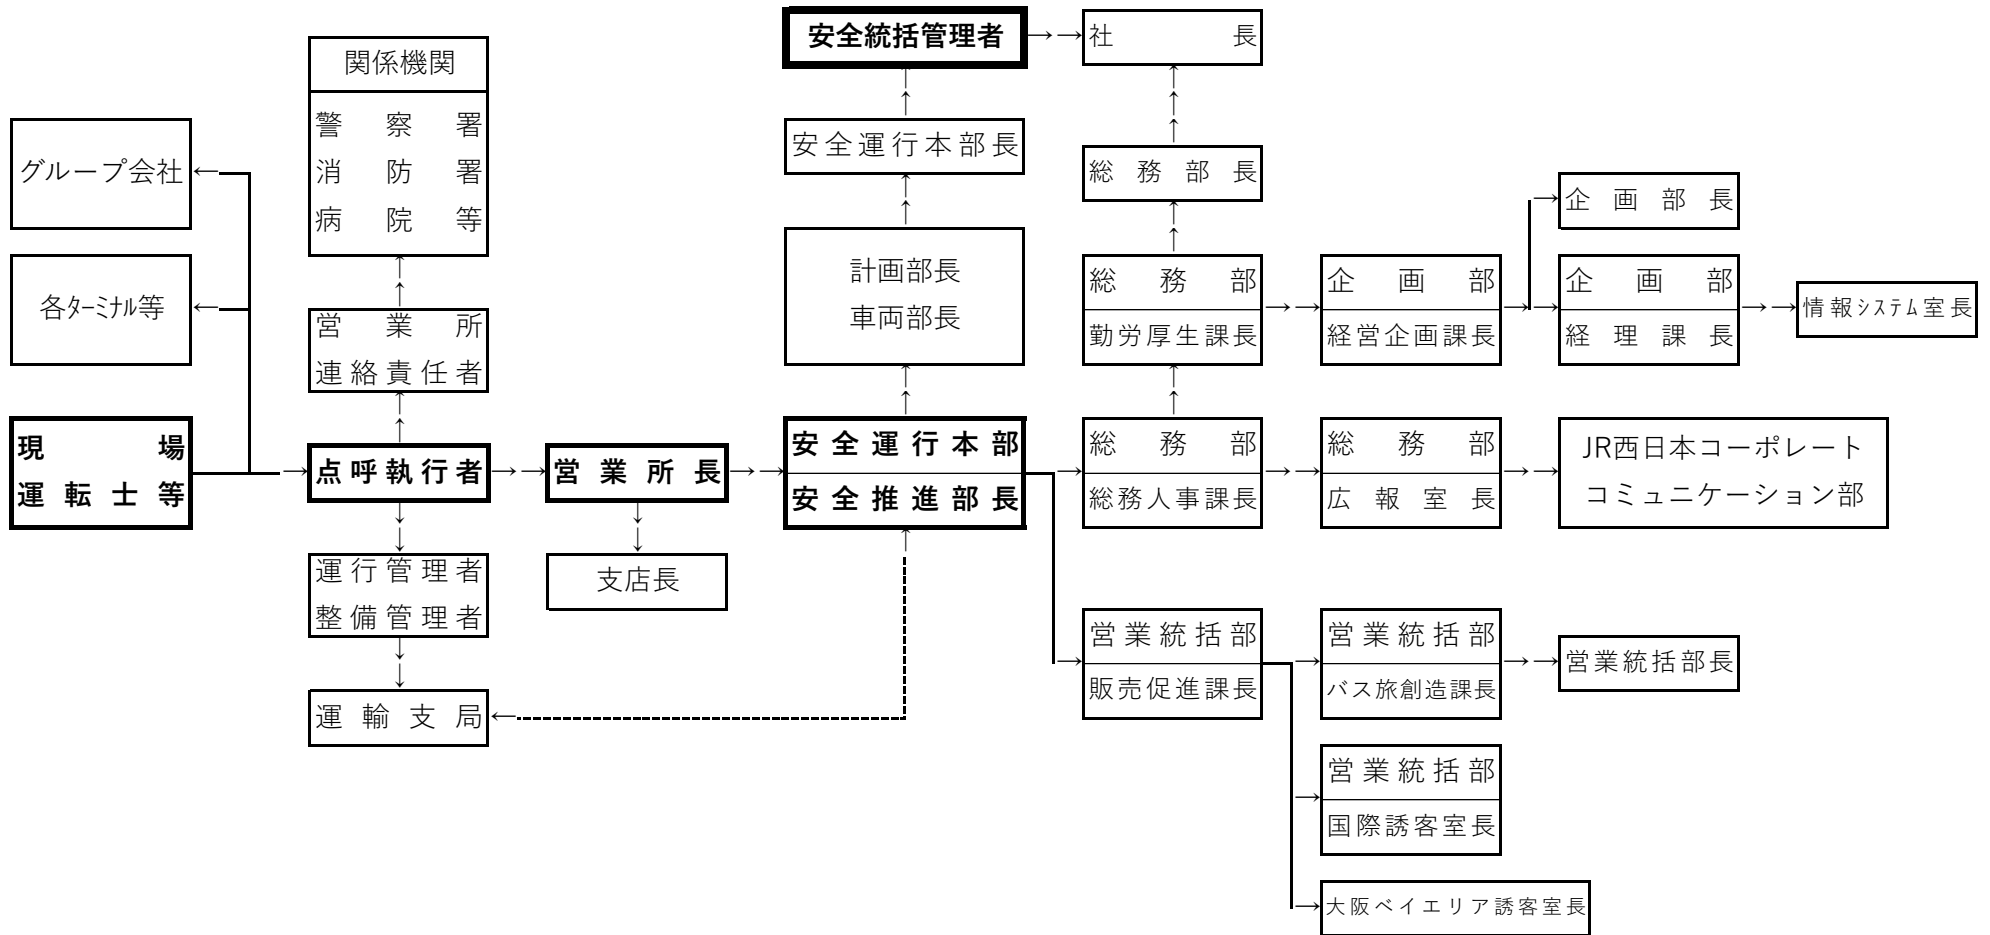 安全統括管理者
社長
関係機関
警察署
消防署
病院等
安全運行本部長
グループ会社
総務部長
企画部長
計画部長
車両部長
総務部
勤労厚生課長
企画部
経営企画課長
企画部
経理課長
情報ｼｽﾃﾑ室長
各ﾀｰﾐﾅﾙ等
営業所
連絡責任者
現場
運転士等
点呼執行者
営業所長
安全運行本部
安全推進部長
総務部
総務人事課長
総務部
広報室長
JR西日本コーポレート
コミュニケーション部
運行管理者
整備管理者
支店長
運輸支局
営業統括部
販売促進課長
営業統括部
バス旅創造課長
営業統括部長
営業統括部
国際誘客室長
大阪ベイエリア誘客室長